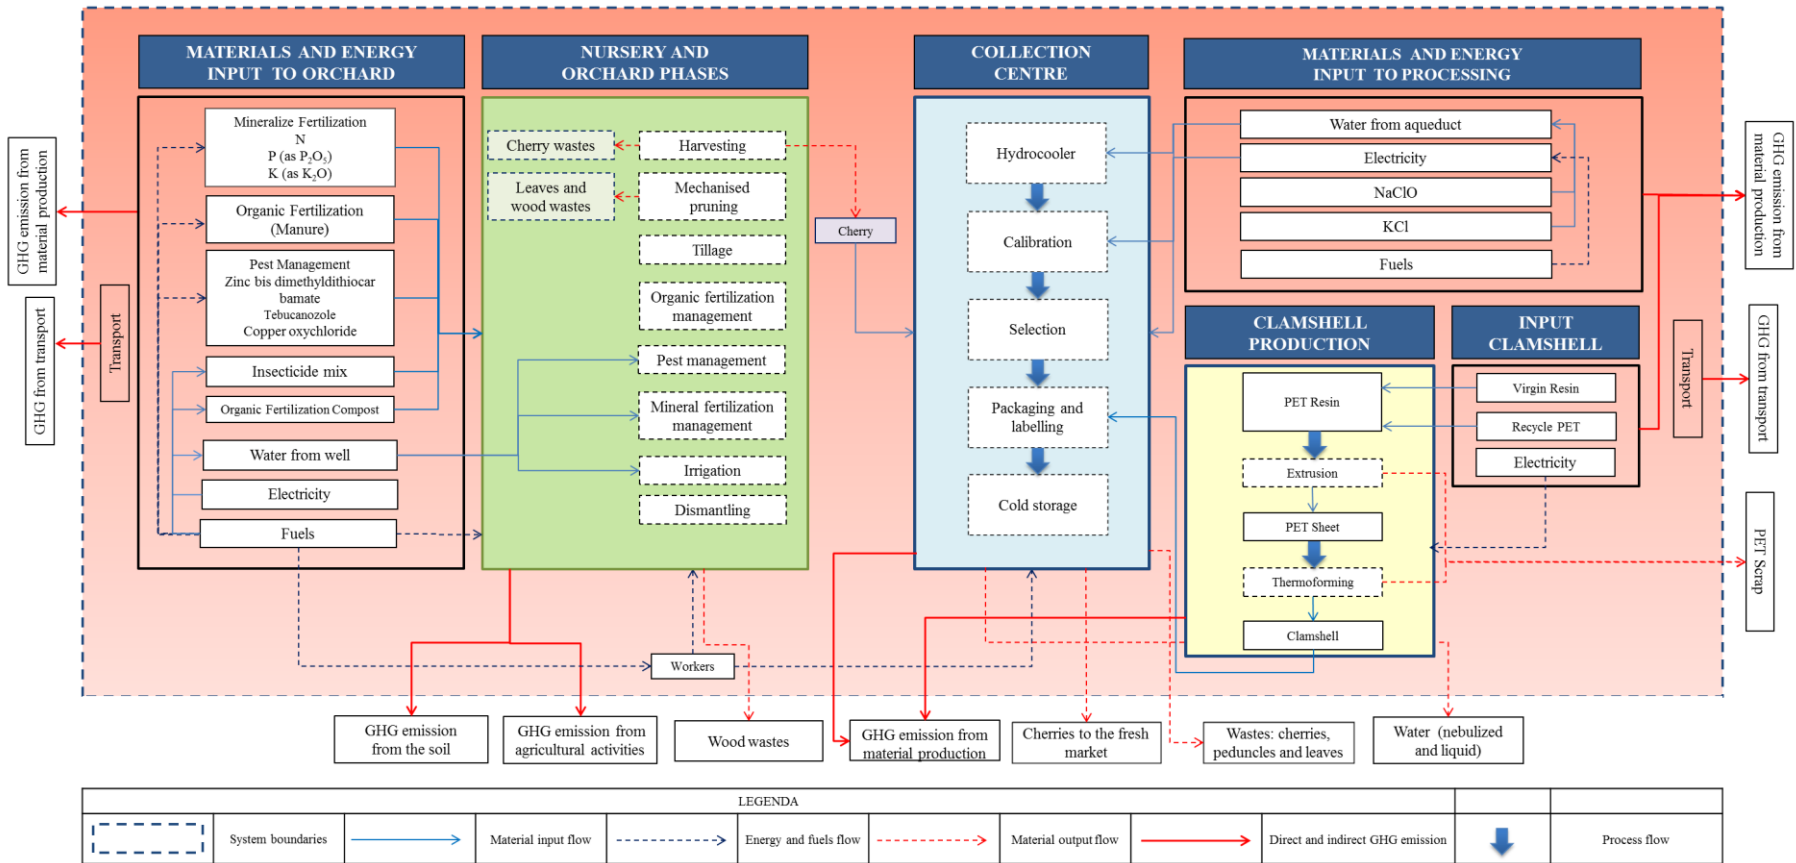 MATERIALS AND ENERGY
INPUT TO ORCHARD
NURSERY AND
ORCHARD PHASES
COLLECTION
CENTRE
MATERIALS AND ENERGY
INPUT TO PROCESSING
GHG emission from
material production
GHG from transport
Transport
Mineralize Fertilization
N
P (as P₂O₅)
K (as K₂O)
Organic Fertilization
(Manure)
Pest Management
Zinc bis dimethyldithiocar
bamate
Tebucanozole
Copper oxychloride
Insecticide mix
Organic Fertilization Compost
Water from well
Electricity
Fuels
Cherry wastes
Leaves and
wood wastes
Harvesting
Mechanised
pruning
Tillage
Organic fertilization
management
Pest management
Mineral fertilization
management
Irrigation
Dismantling
Cherry
Workers
Hydrocooler
Calibration
Selection
Packaging and
labelling
Cold storage
Water from aqueduct
Electricity
NaClO
KCl
Fuels
CLAMSHELL
PRODUCTION
INPUT
CLAMSHELL
PET Resin
Extrusion
PET Sheet
Thermoforming
Clamshell
Virgin Resin
Recycle PET
Electricity
Transport
GHG emission from
material production
GHG from transport
PET Scrap
GHG emission
from the soil
GHG emission from
agricultural activities
Wood wastes
GHG emission from
material production
Cherries to the fresh
market
Wastes: cherries,
peduncles and leaves
Water (nebulized
and liquid)
LEGENDA
System boundaries
Material input flow
Energy and fuels flow
Material output flow
Direct and indirect GHG emission
Process flow